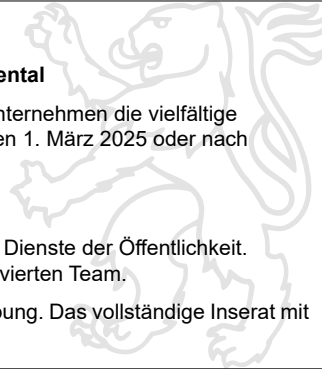 ental
nternehmen die vielfältige
en 1. März 2025 oder nach
Dienste der Öffentlichkeit.
vierten Team.
bung. Das vollständige Inserat mit